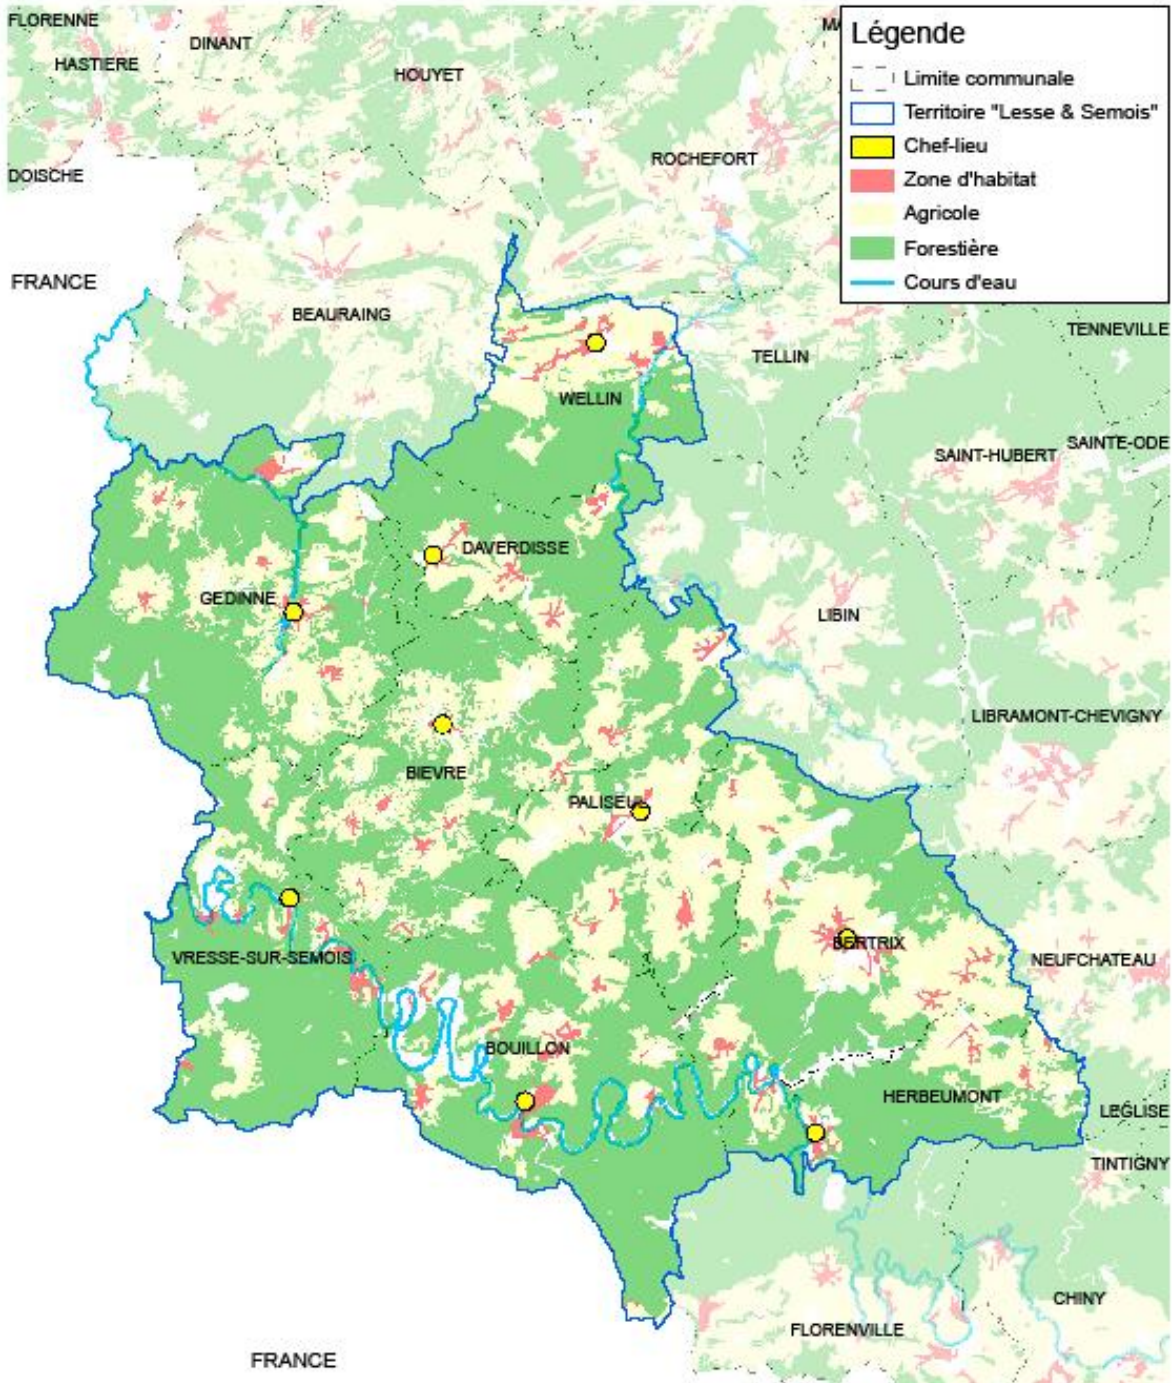 FLORENNE
DINANT
HASTIERE
HOUYET
DOISCHE
ROCHEFORT
Légende
Limite communale
Territoire "Lesse & Semois"
Chef-lieu
Zone d'habitat
Agricole
Forestière
Cours d'eau
FRANCE
BEAURAING
TENNEVILLE
TELLIN
WELLIN
SAINT-HUBERT
SAINTE-ODE
DAVERDISSE
GEDINNE
LIBIN
LIBRAMONT-CHEVIGNY
BIEVRE
PALISEUL
BERTRIX
VRESSE-SUR-SEMOIS
NEUFCHATEAU
BOUILLON
HERBEUMONT
LEGLISE
TINTIGNY
CHINY
FLORENVILLE
FRANCE